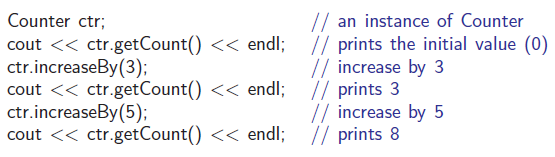 Counter ctr; // an instance of Counter
cout << ctr.getCount() << endl; // prints the initial value (0)
ctr.increaseBy(3); // increase by 3
cout << ctr.getCount() << endl; // prints 3
ctr.increaseBy(5); // increase by 5
cout << ctr.getCount() << endl; // prints 8